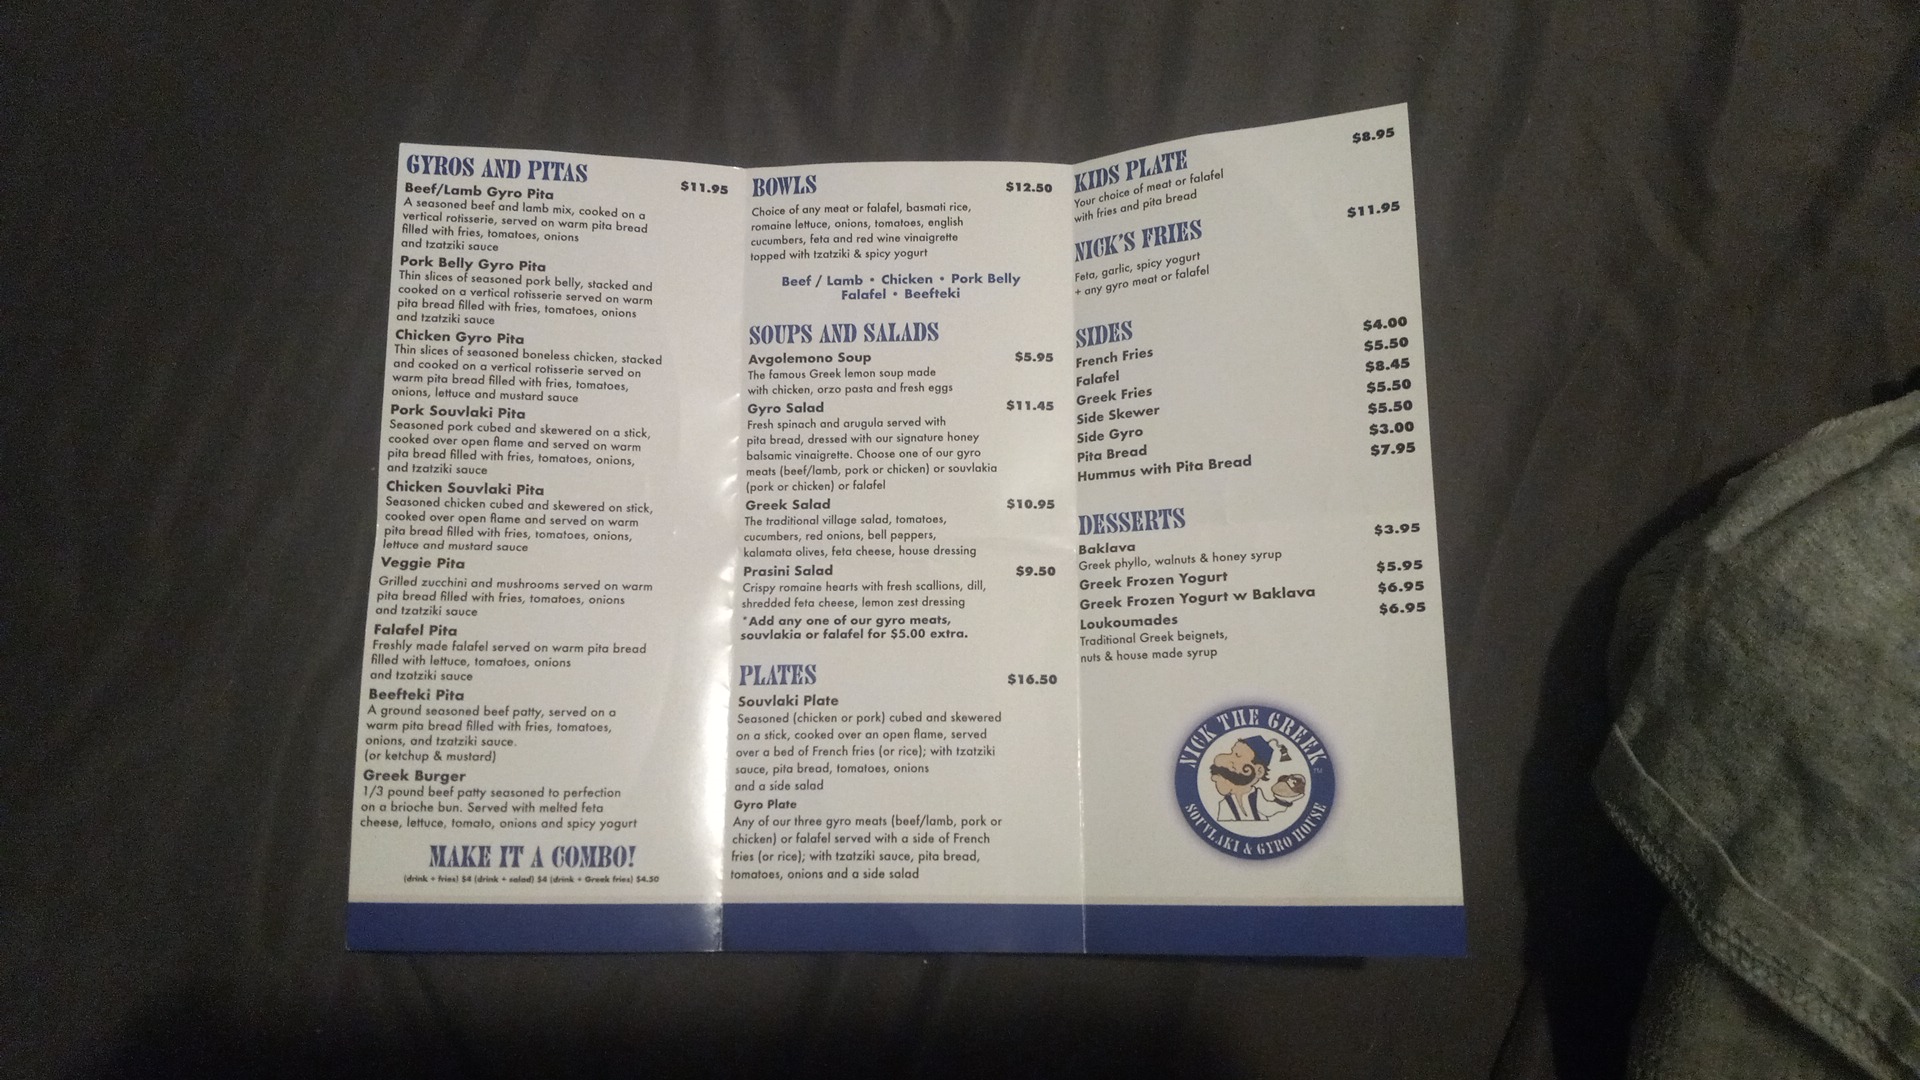 GYROS AND PITAS $11.95
Beef/Lamb Gyro Pita
A seasoned beef and lamb mix, cooked on a
vertical rotisserie, served on warm pita bread
filled with fries, tomatoes, onions
and tzatziki sauce
Pork Belly Gyro Pita
Thin slices of seasoned pork belly, stacked and
cooked on a vertical rotisserie served on warm
pita bread filled with fries, tomatoes, onions
and tzatziki sauce
Chicken Gyro Pita
Thin slices of seasoned boneless chicken, stacked
and cooked on a vertical rotisserie served on
warm pita bread filled with fries, tomatoes,
onions, lettuce and mustard sauce
Pork Souvlaki Pita
Seasoned pork cubed and skewered on a stick,
cooked over open flame and served on warm
pita bread filled with fries, tomatoes, onions,
and tzatziki sauce
Chicken Souvlaki Pita
Seasoned chicken cubed and skewered on stick,
cooked over open flame and served on warm
pita bread filled with fries, tomatoes, onions,
lettuce and mustard sauce
Veggie Pita
Grilled zucchini and mushrooms served on warm
pita bread filled with fries, tomatoes, onions
and tzatziki sauce
Falafel Pita
Freshly made falafel served on warm pita bread
filled with lettuce, tomatoes, onions
and tzatziki sauce
Beefteki Pita
A ground seasoned beef patty, served on a
warm pita bread filled with fries, tomatoes,
onions, and tzatziki sauce.
(or ketchup & mustard)
Greek Burger
1/3 pound beef patty seasoned to perfection
on a brioche bun. Served with melted feta
cheese, lettuce, tomato, onions and spicy yogurt
MAKE IT A COMBO!
(drink + fries) $4 (drink + salad) $4 (drink + Greek fries) $4.50
BOWLS $12.50
Choice of any meat or falafel, basmati rice,
romaine lettuce, onions, tomatoes, english
cucumbers, feta and red wine vinaigrette
topped with tzatziki & spicy yogurt
Beef / Lamb • Chicken • Pork Belly
Falafel • Beefteki
SOUPS AND SALADS
Avgolemono Soup $5.95
The famous Greek lemon soup made
with chicken, orzo pasta and fresh eggs
Gyro Salad $11.45
Fresh spinach and arugula served with
pita bread, dressed with our signature honey
balsamic vinaigrette. Choose one of our gyro
meats (beef/lamb, pork or chicken) or souvlakia
(pork or chicken) or falafel
Greek Salad $10.95
The traditional village salad, tomatoes,
cucumbers, red onions, bell peppers,
kalamata olives, feta cheese, house dressing
Prasini Salad $9.50
Crispy romaine hearts with fresh scallions, dill,
shredded feta cheese, lemon zest dressing
*Add any one of our gyro meats,
souvlakia or falafel for $5.00 extra.
PLATES $16.50
Souvlaki Plate
Seasoned (chicken or pork) cubed and skewered
on a stick, cooked over an open flame, served
over a bed of French fries (or rice); with tzatziki
sauce, pita bread, tomatoes, onions
and a side salad
Gyro Plate
Any of our three gyro meats (beef/lamb, pork or
chicken) or falafel served with a side of French
fries (or rice); with tzatziki sauce, pita bread,
tomatoes, onions and a side salad
KIDS PLATE $8.95
Your choice of meat or falafel
with fries and pita bread
NICK'S FRIES $11.95
Feta, garlic, spicy yogurt
+ any gyro meat or falafel
SIDES
French Fries $4.00
Falafel $5.50
Greek Fries $8.45
Side Skewer $5.50
Side Gyro $5.50
Pita Bread $3.00
Hummus with Pita Bread $7.95
DESSERTS
Baklava $3.95
Greek phyllo, walnuts & honey syrup
Greek Frozen Yogurt $5.95
Greek Frozen Yogurt w Baklava $6.95
Loukoumades $6.95
Traditional Greek beignets,
nuts & house made syrup
NICK THE GREEK
TM
SOUVLAKI & GYRO HOUSE